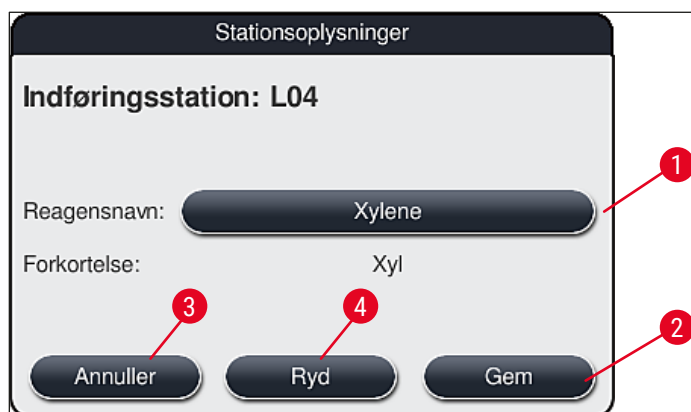 Stationsoplysninger
Indføringsstation: L04
1
Reagensnavn: Xylene
Forkortelse: Xyl
3 4
2
Annuller Ryd Gem